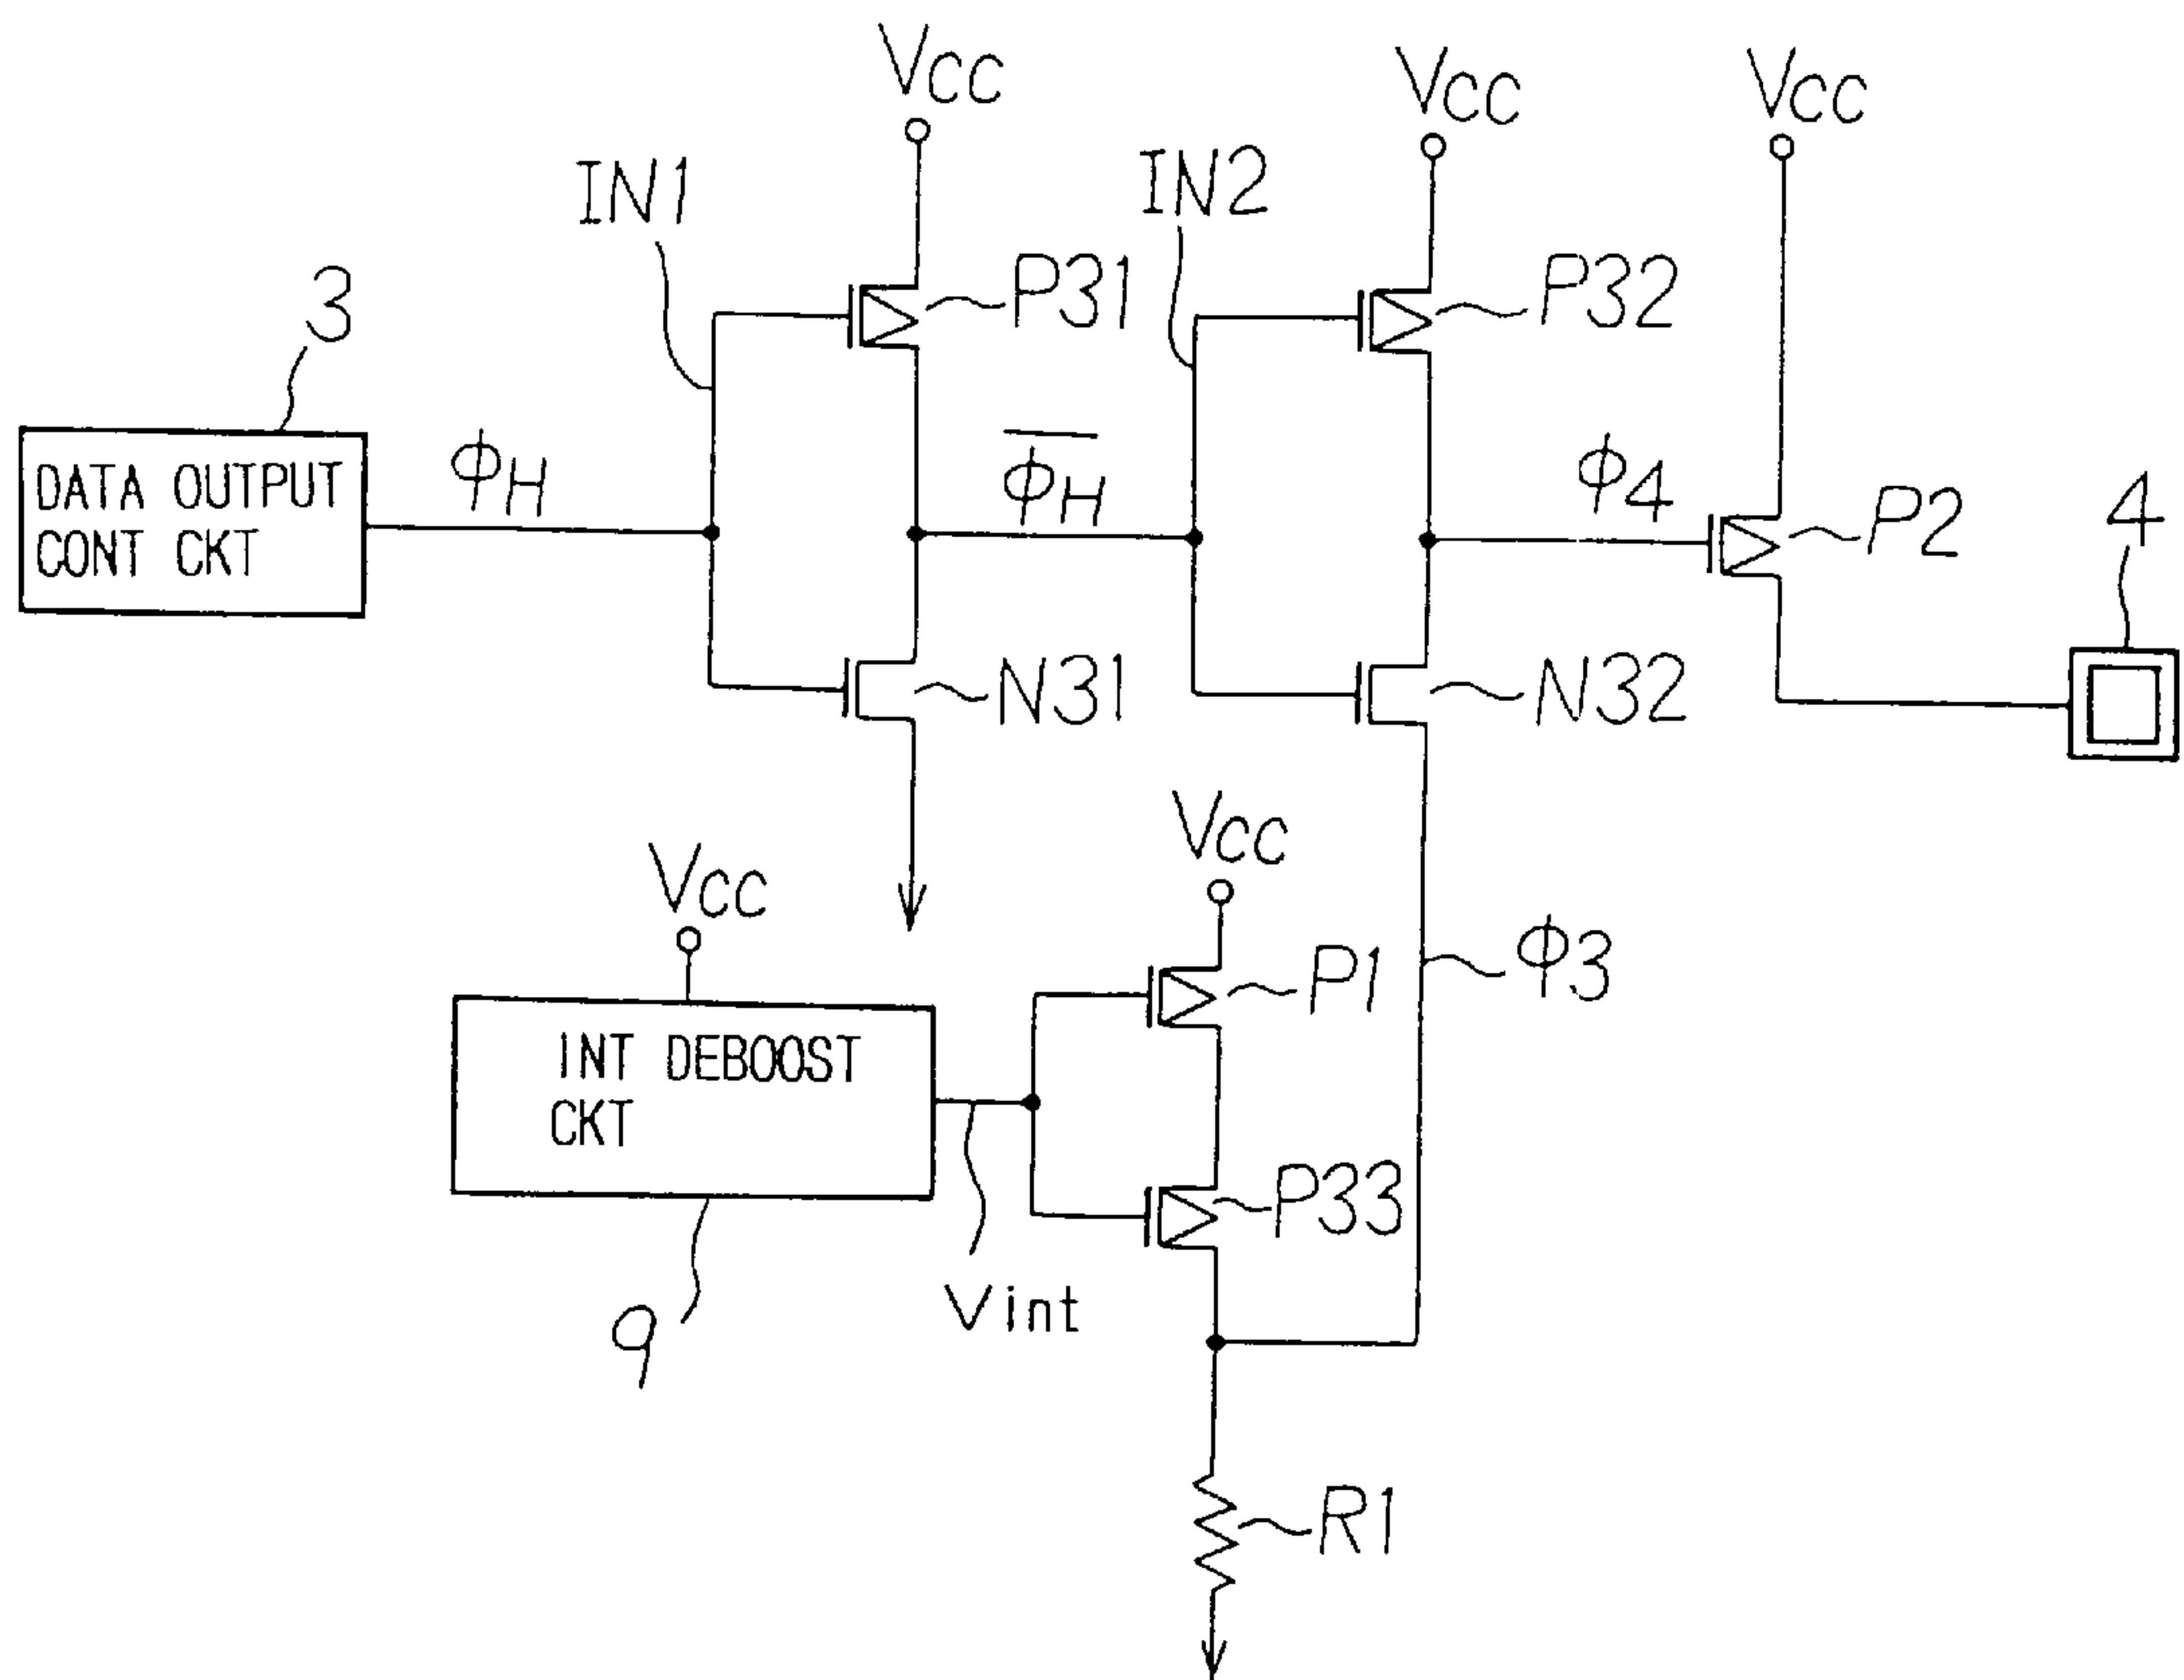 VCC
VCC
VCC
IN1
IN2
P31
P32
3
ϕH
ϕ̅H̅
ϕ4
P2
4
DATA OUTPUT
CONT CKT
N31
N32
VCC
VCC
P1
ϕ3
INT DEBOOST
CKT
P33
9
Vint
R1